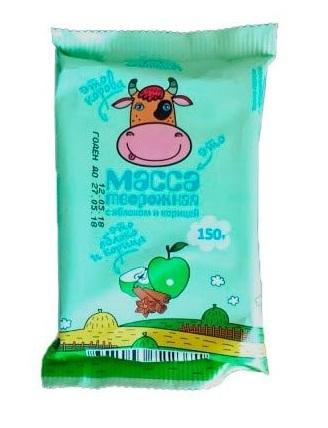 это
корова
ГОДЕН ДО
12.05.18
27.05.18
это
масса
творожная
с яблоком и корицей
это
яблоко
и корица
150г